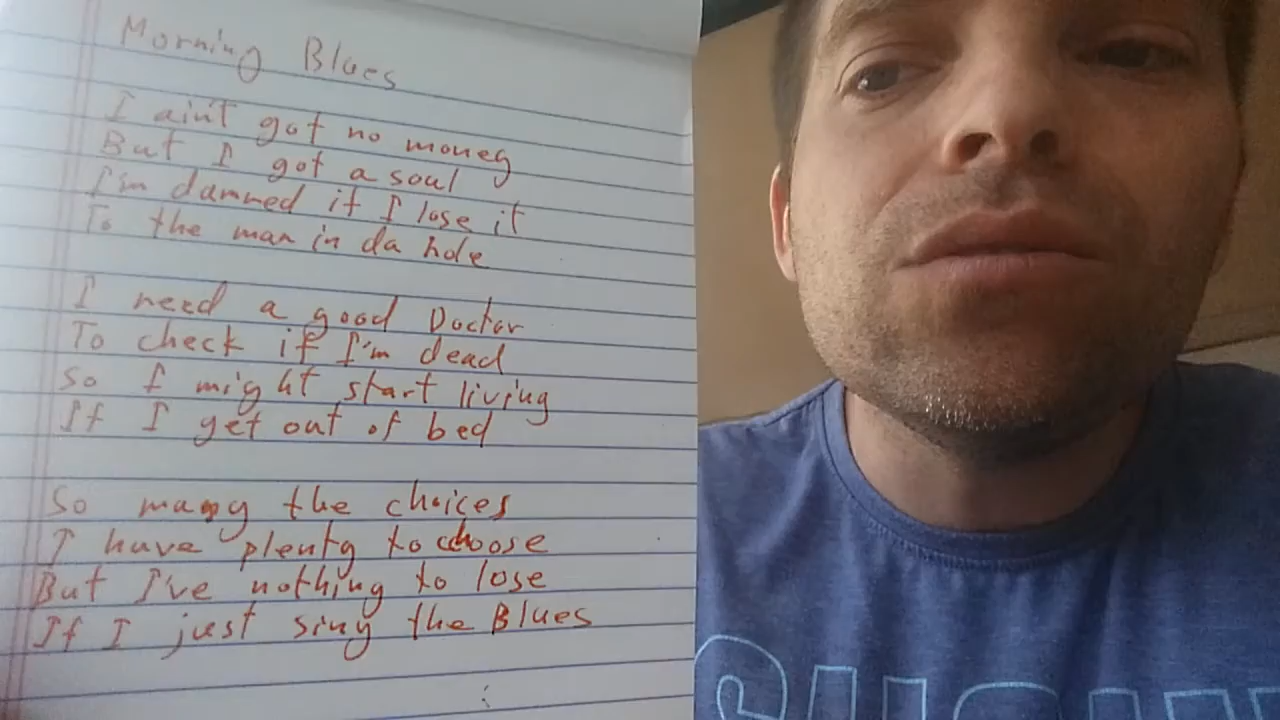 Morning Blues
I ain't got no money
But I got a soul
I'm damned if I lose it
To the man in da hole
I need a good Doctor
To check if I'm dead
So I might start living
If I get out of bed
So many the choices
I have plenty to choose
But I've nothing to lose
If I just sing the Blues